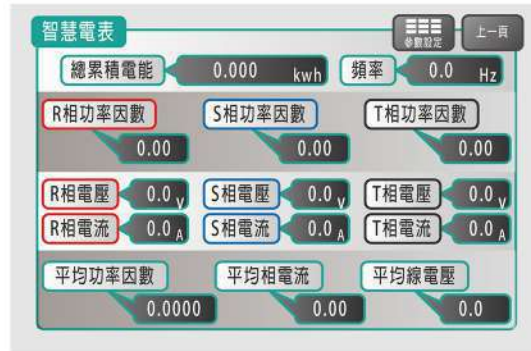 智慧電表
參數設定
上一頁
總累積電能 0.000 kwh 頻率 0.0 Hz
R相功率因數 S相功率因數 T相功率因數
0.00 0.00 0.00
R相電壓 0.0 V S相電壓 0.0 V T相電壓 0.0 V
R相電流 0.0 A S相電流 0.0 A T相電流 0.0 A
平均功率因數 平均相電流 平均線電壓
0.0000 0.00 0.0